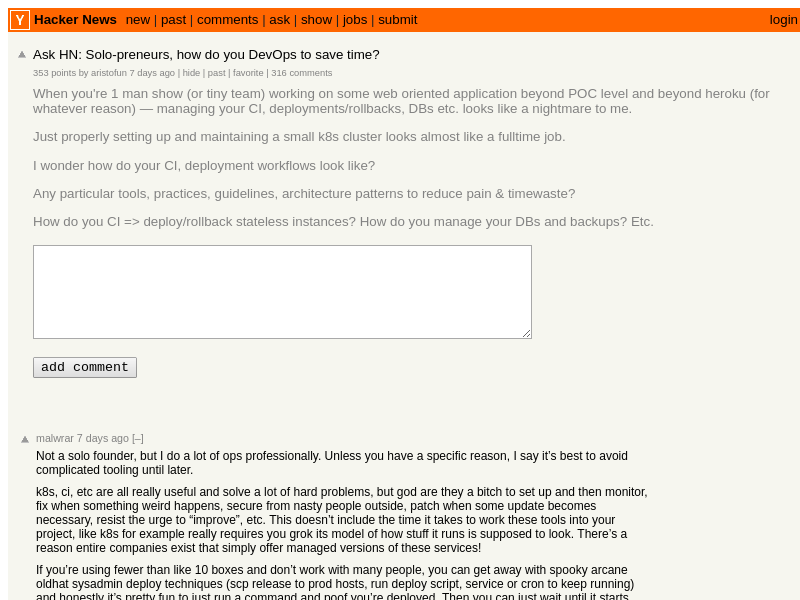 Y Hacker News new | past | comments | ask | show | jobs | submit login
Ask HN: Solo-preneurs, how do you DevOps to save time?
353 points by aristofun 7 days ago | hide | past | favorite | 316 comments
When you're 1 man show (or tiny team) working on some web oriented application beyond POC level and beyond heroku (for
whatever reason) — managing your CI, deployments/rollbacks, DBs etc. looks like a nightmare to me.
Just properly setting up and maintaining a small k8s cluster looks almost like a fulltime job.
I wonder how do your CI, deployment workflows look like?
Any particular tools, practices, guidelines, architecture patterns to reduce pain & timewaste?
How do you CI => deploy/rollback stateless instances? How do you manage your DBs and backups? Etc.
add comment
malwrar 7 days ago [–]
Not a solo founder, but I do a lot of ops professionally. Unless you have a specific reason, I say it’s best to avoid
complicated tooling until later.
k8s, ci, etc are all really useful and solve a lot of hard problems, but god are they a bitch to set up and then monitor,
fix when something weird happens, secure from nasty people outside, patch when some update becomes
necessary, resist the urge to “improve”, etc. This doesn’t include the time it takes to work these tools into your
project, like k8s for example really requires you grok its model of how stuff it runs is supposed to look. There’s a
reason entire companies exist that simply offer managed versions of these services!
If you’re using fewer than like 10 boxes and don’t work with many people, you can get away with spooky arcane
oldhat sysadmin deploy techniques (scp release to prod hosts, run deploy script, service or cron to keep running)
and honestly it’s pretty fun to just run a command and poof you’re deployed. Then you can just wait until it starts